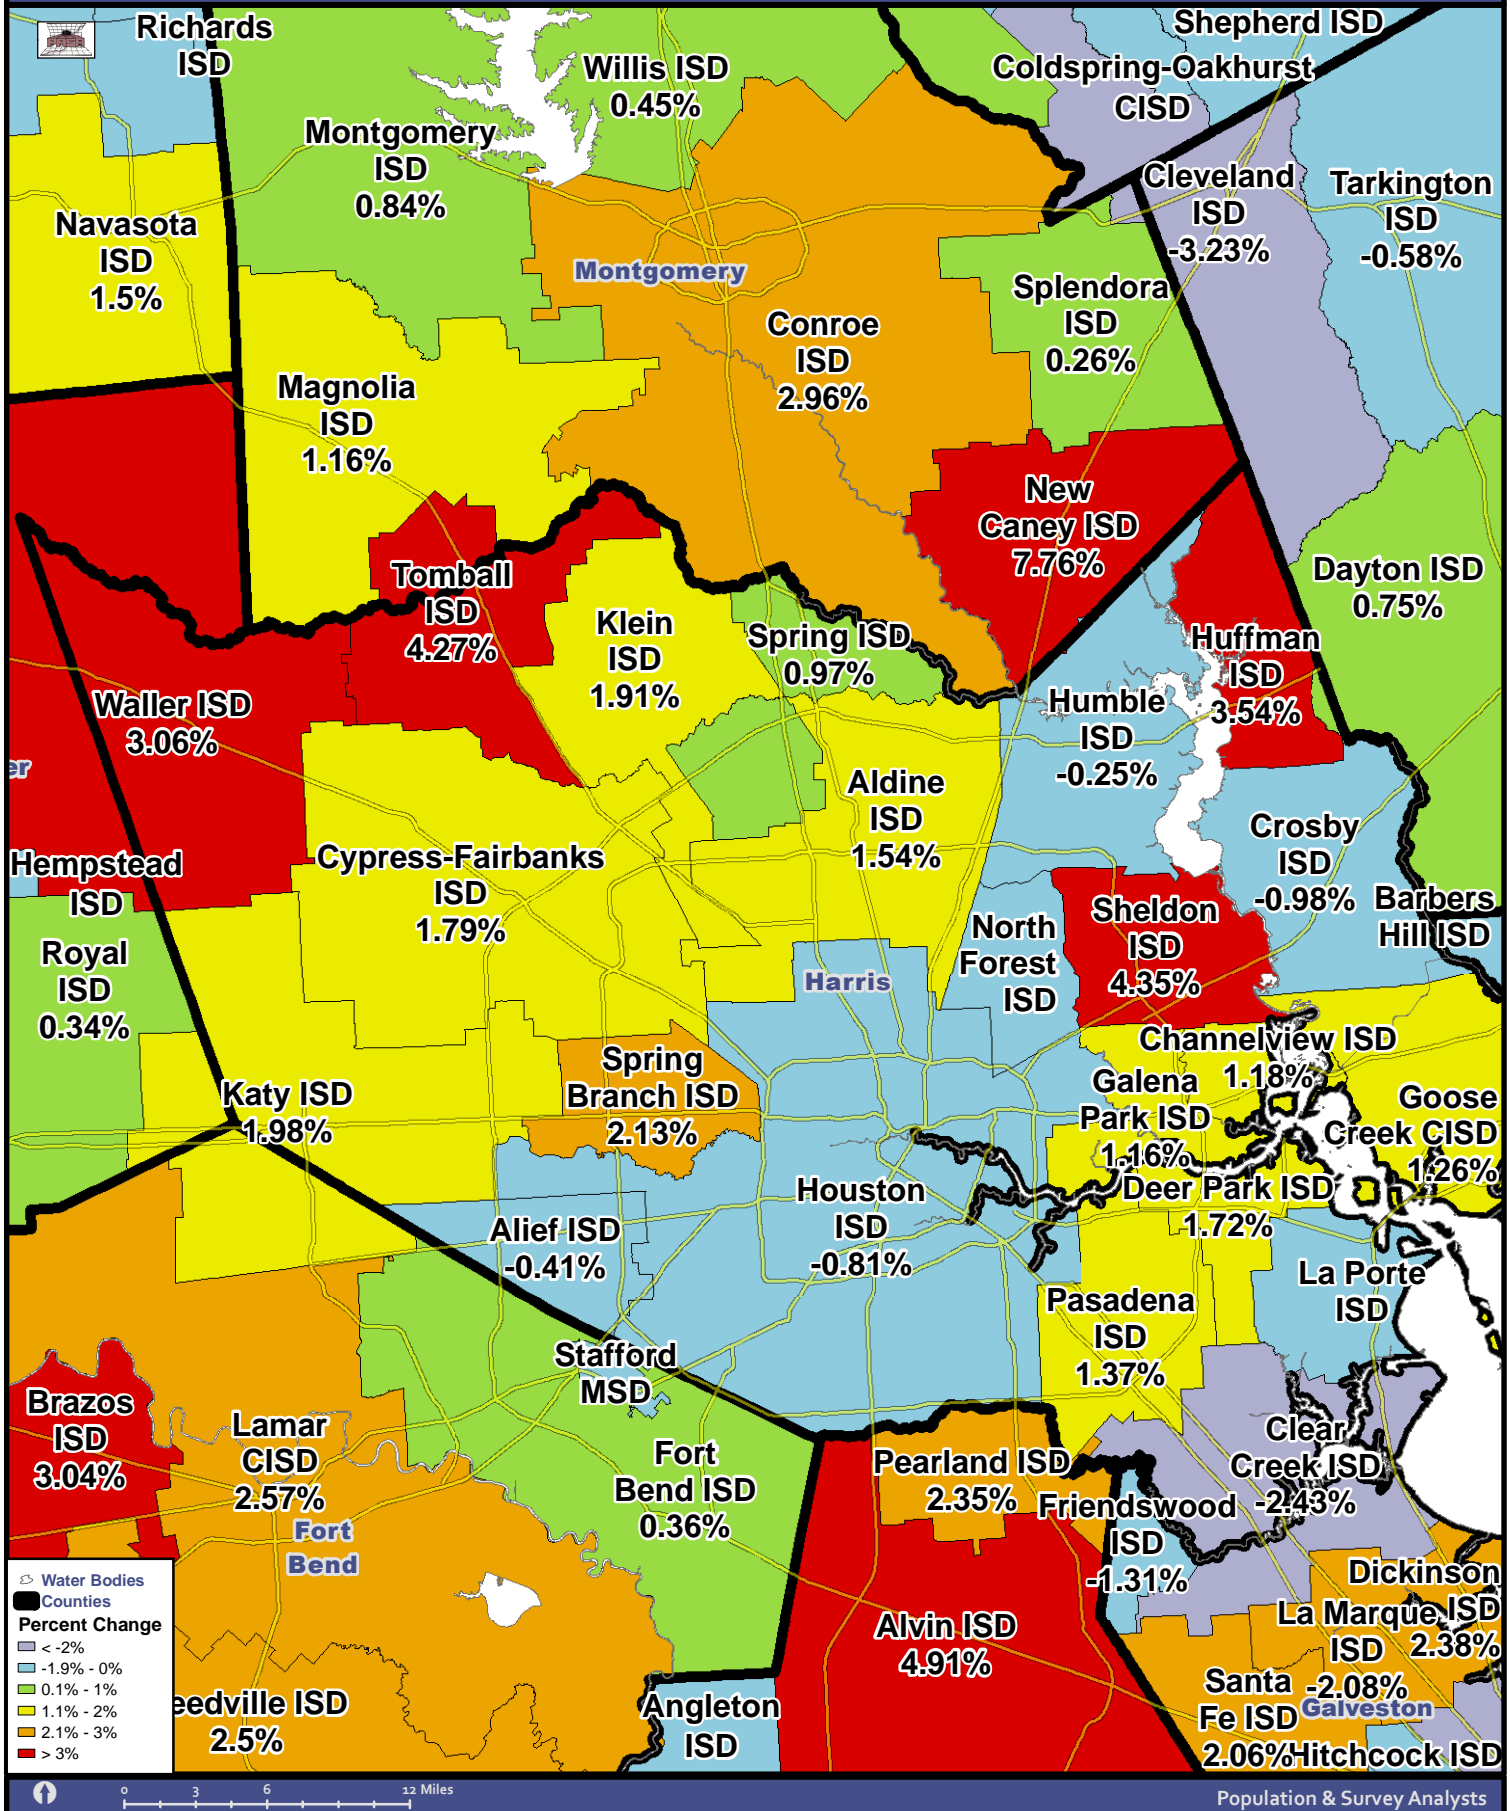 Richards
ISD
Shepherd ISD
Willis ISD
0.45%
Coldspring-Oakhurst
CISD
Montgomery
ISD
0.84%
Cleveland
ISD
-3.23%
Tarkington
ISD
-0.58%
Navasota
ISD
1.5%
Montgomery
Splendora
ISD
0.26%
Conroe
ISD
2.96%
Magnolia
ISD
1.16%
New
Caney ISD
7.76%
Tomball
ISD
4.27%
Dayton ISD
0.75%
Klein
ISD
1.91%
Spring ISD
0.97%
Huffman
ISD
3.54%
Waller ISD
3.06%
Humble
ISD
-0.25%
er
Aldine
ISD
1.54%
Crosby
ISD
-0.98%
Hempstead
ISD
Cypress-Fairbanks
ISD
1.79%
Barbers
Hill ISD
Sheldon
ISD
4.35%
North
Forest
ISD
Royal
ISD
0.34%
Harris
Channelview ISD
1.18%
Spring
Branch ISD
2.13%
Galena
Park ISD
1.16%
Katy ISD
1.98%
Goose
Creek CISD
1.26%
Deer Park ISD
1.72%
Houston
ISD
-0.81%
Alief ISD
-0.41%
La Porte
ISD
Pasadena
ISD
1.37%
Stafford
MSD
Brazos
ISD
3.04%
Lamar
CISD
2.57%
Clear
Creek ISD
-2.43%
Fort
Bend ISD
0.36%
Pearland ISD
2.35%
Friendswood
ISD
-1.31%
Fort
Bend
Dickinson
ISD
2.38%
La Marque
ISD
-2.08%
Alvin ISD
4.91%
Santa
Fe ISD
2.06%
Galveston
Hitchcock ISD
eedville ISD
2.5%
Angleton
ISD
Water Bodies
Counties
Percent Change
< -2%
-1.9% - 0%
0.1% - 1%
1.1% - 2%
2.1% - 3%
> 3%
0 3 6 12 Miles
Population & Survey Analysts